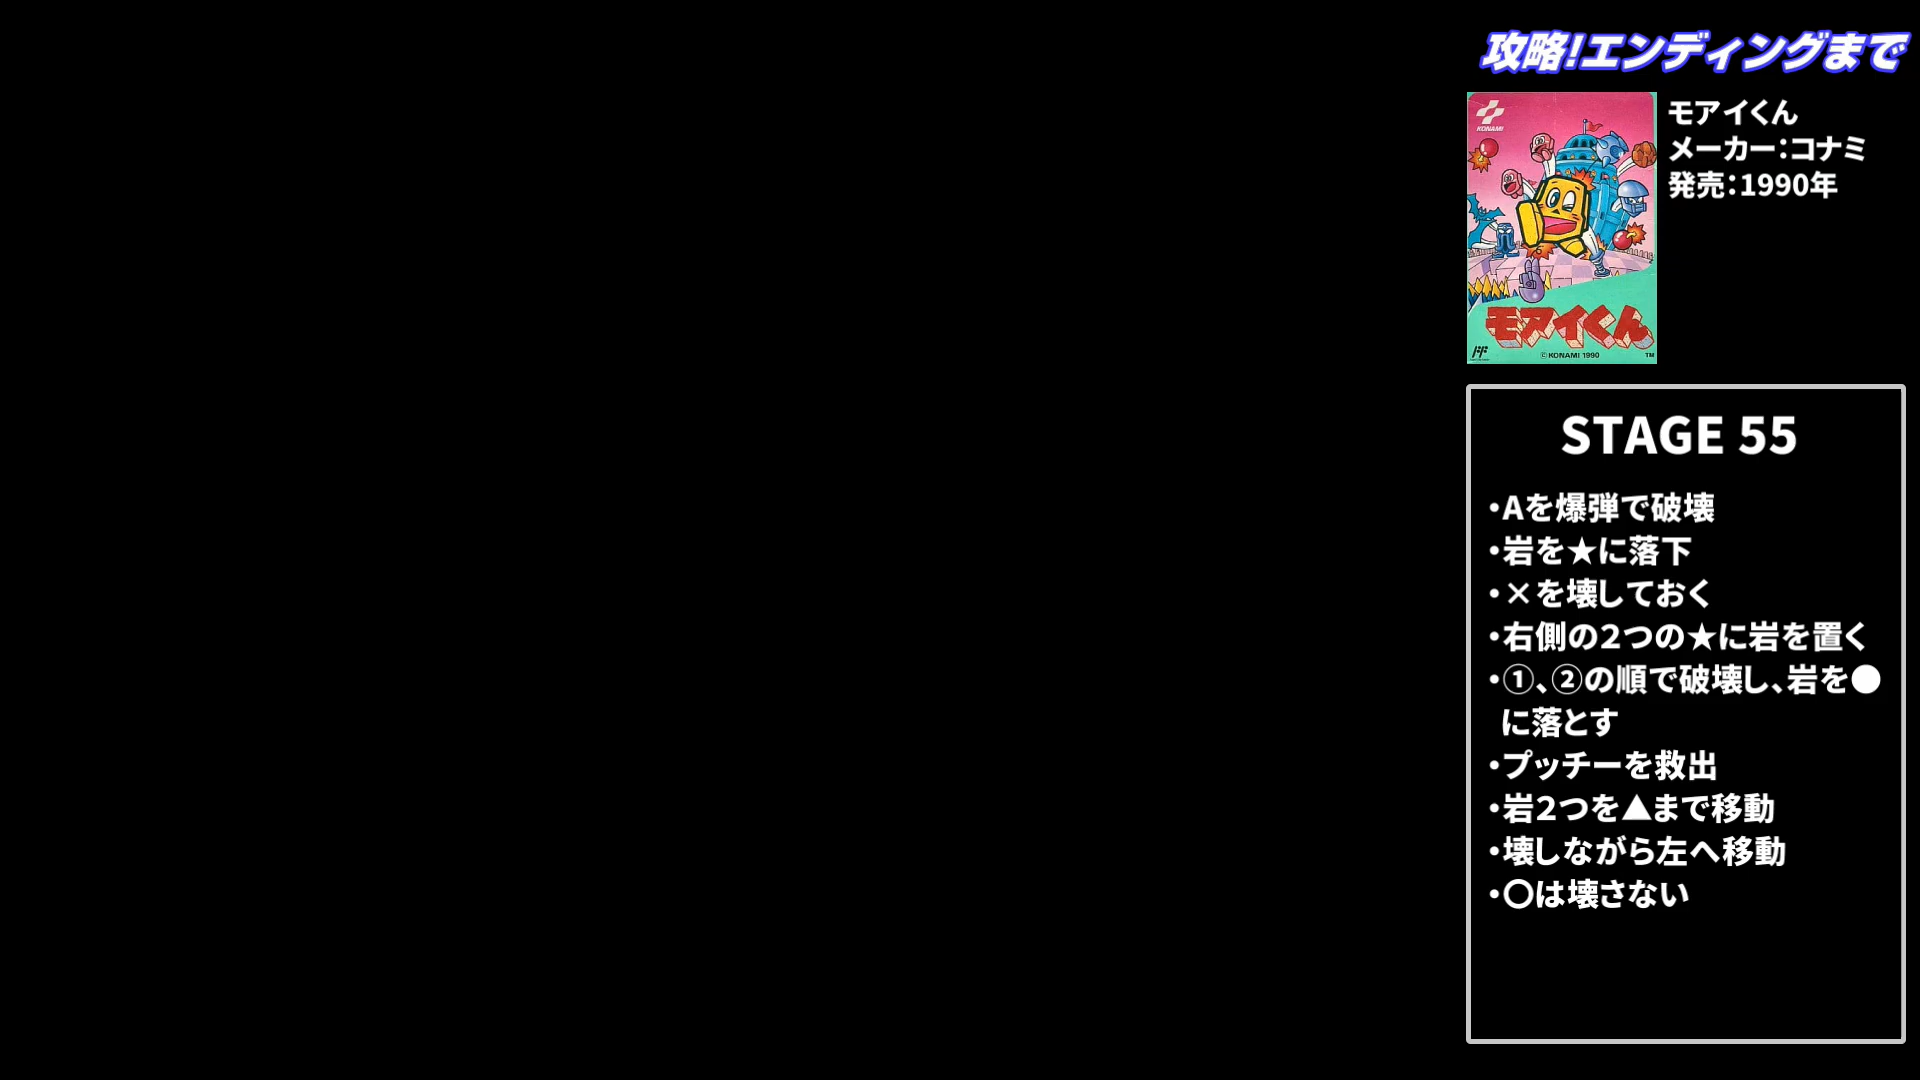 攻略!エンディングまで
KONAMI
モアイくん
©KONAMI 1990
TM
モアイくん
メーカー:コナミ
発売:1990年
STAGE 55
・Aを爆弾で破壊
・岩を★に落下
・×を壊しておく
・右側の2つの★に岩を置く
・①、②の順で破壊し、岩を●
に落とす
・プッチーを救出
・岩2つを▲まで移動
・壊しながら左へ移動
・〇は壊さない